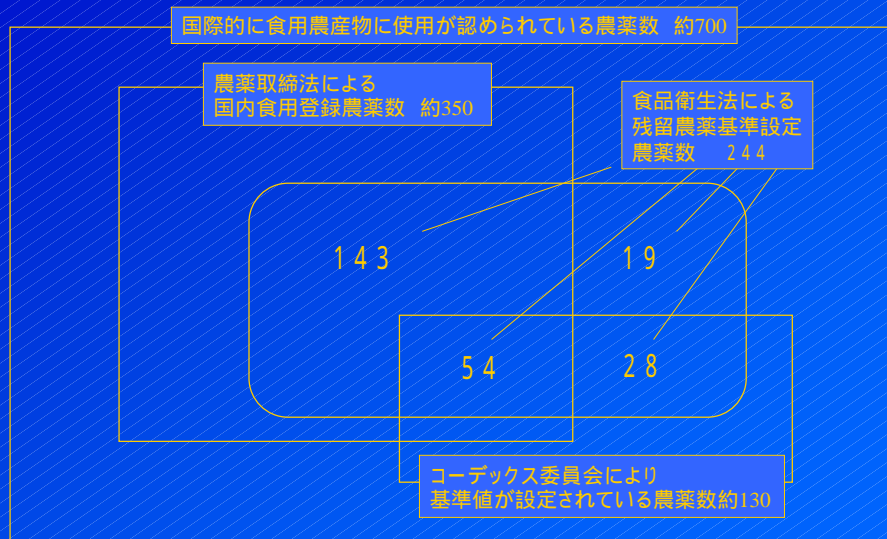 国際的に食用農産物に使用が認められている農薬数 約700
農薬取締法による
国内食用登録農薬数 約350
食品衛生法による
残留農薬基準設定
農薬数 ２４４
１４３
１９
５４
２８
コーデックス委員会により
基準値が設定されている農薬数約130